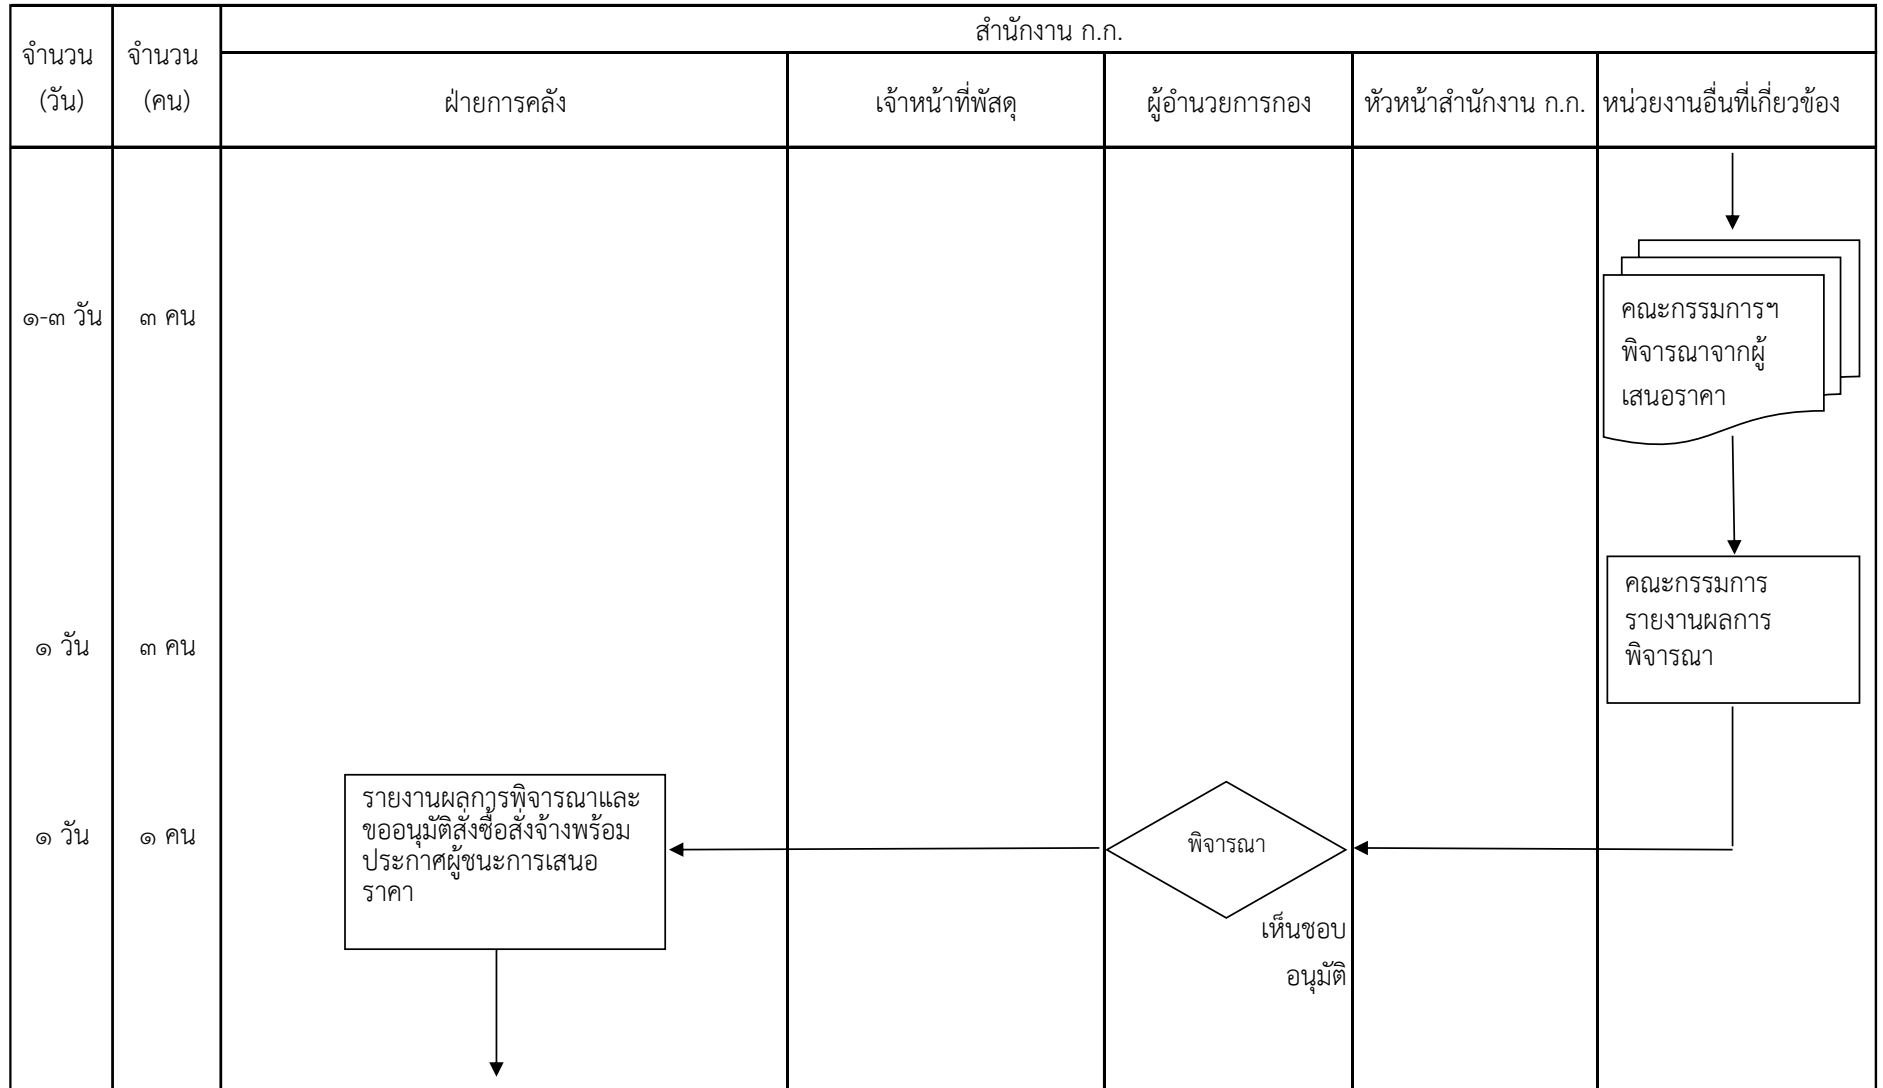 สำนักงาน ก.ก.
จำนวน
(วัน)
จำนวน
(คน)
ฝ่ายการคลัง
เจ้าหน้าที่พัสดุ
ผู้อำนวยการกอง
หัวหน้าสำนักงาน ก.ก.
หน่วยงานอื่นที่เกี่ยวข้อง
๑-๓ วัน
๓ คน
คณะกรรมการฯ
พิจารณาจากผู้
เสนอราคา
๑ วัน
๓ คน
คณะกรรมการ
รายงานผลการ
พิจารณา
๑ วัน
๑ คน
รายงานผลการพิจารณาและ
ขออนุมัติสั่งซื้อสั่งจ้างพร้อม
ประกาศผู้ชนะการเสนอ
ราคา
พิจารณา
เห็นชอบ
อนุมัติ